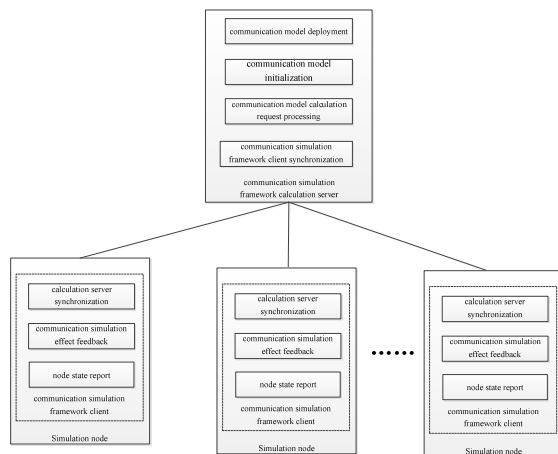 communication model deployment
communication model
initialization
communication model calculation
request processing
communication simulation
framework client synchronization
communication simulation
framework calculation server
calculation server
synchronization
communication simulation
effect feedback
node state report
communication simulation
framework client
Simulation node
calculation server
synchronization
communication simulation
effect feedback
node state report
communication simulation
framework client
Simulation node
......
calculation server
synchronization
communication simulation
effect feedback
node state report
communication simulation
framework client
Simulation node